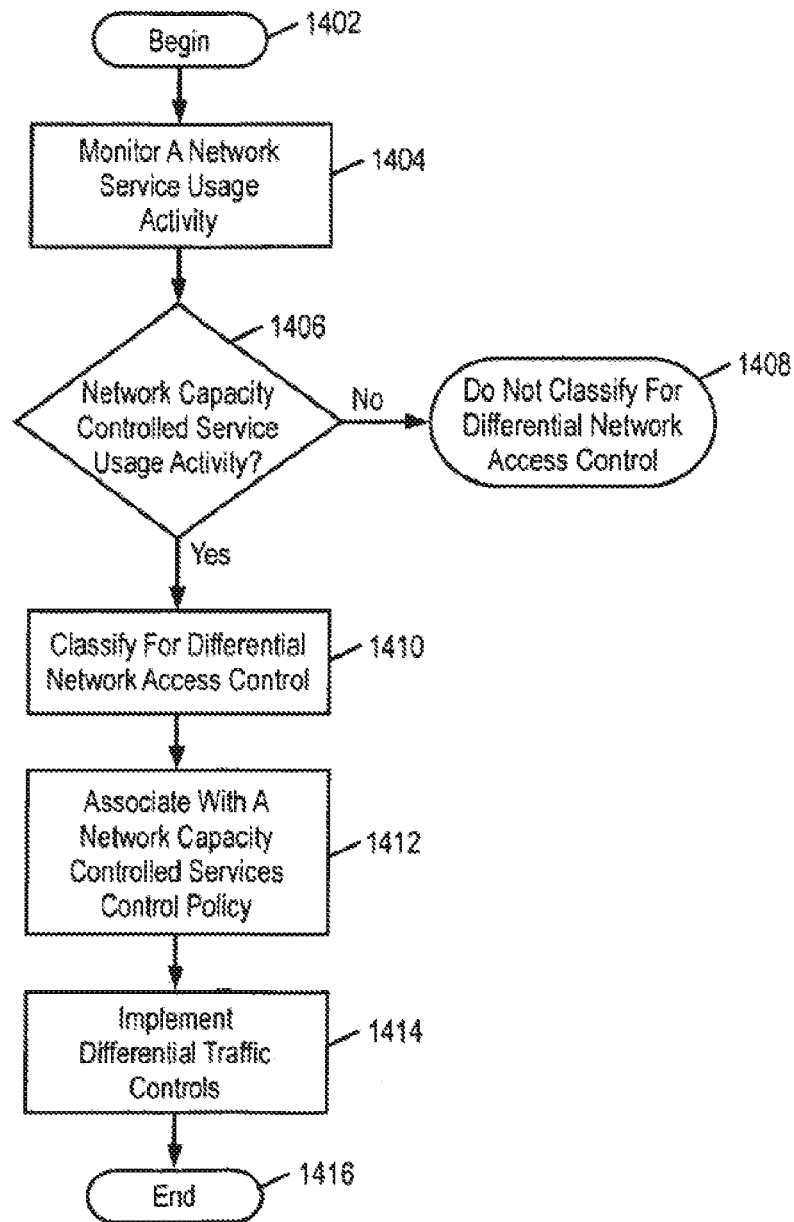 Begin
1402
Monitor A Network
Service Usage
Activity
1404
1406
Network Capacity
Controlled Service
Usage Activity?
No
1408
Do Not Classify For
Differential Network
Access Control
Yes
Classify For Differential
Network Access Control
1410
Associate With A
Network Capacity
Controlled Services
Control Policy
1412
Implement
Differential Traffic
Controls
1414
End
1416